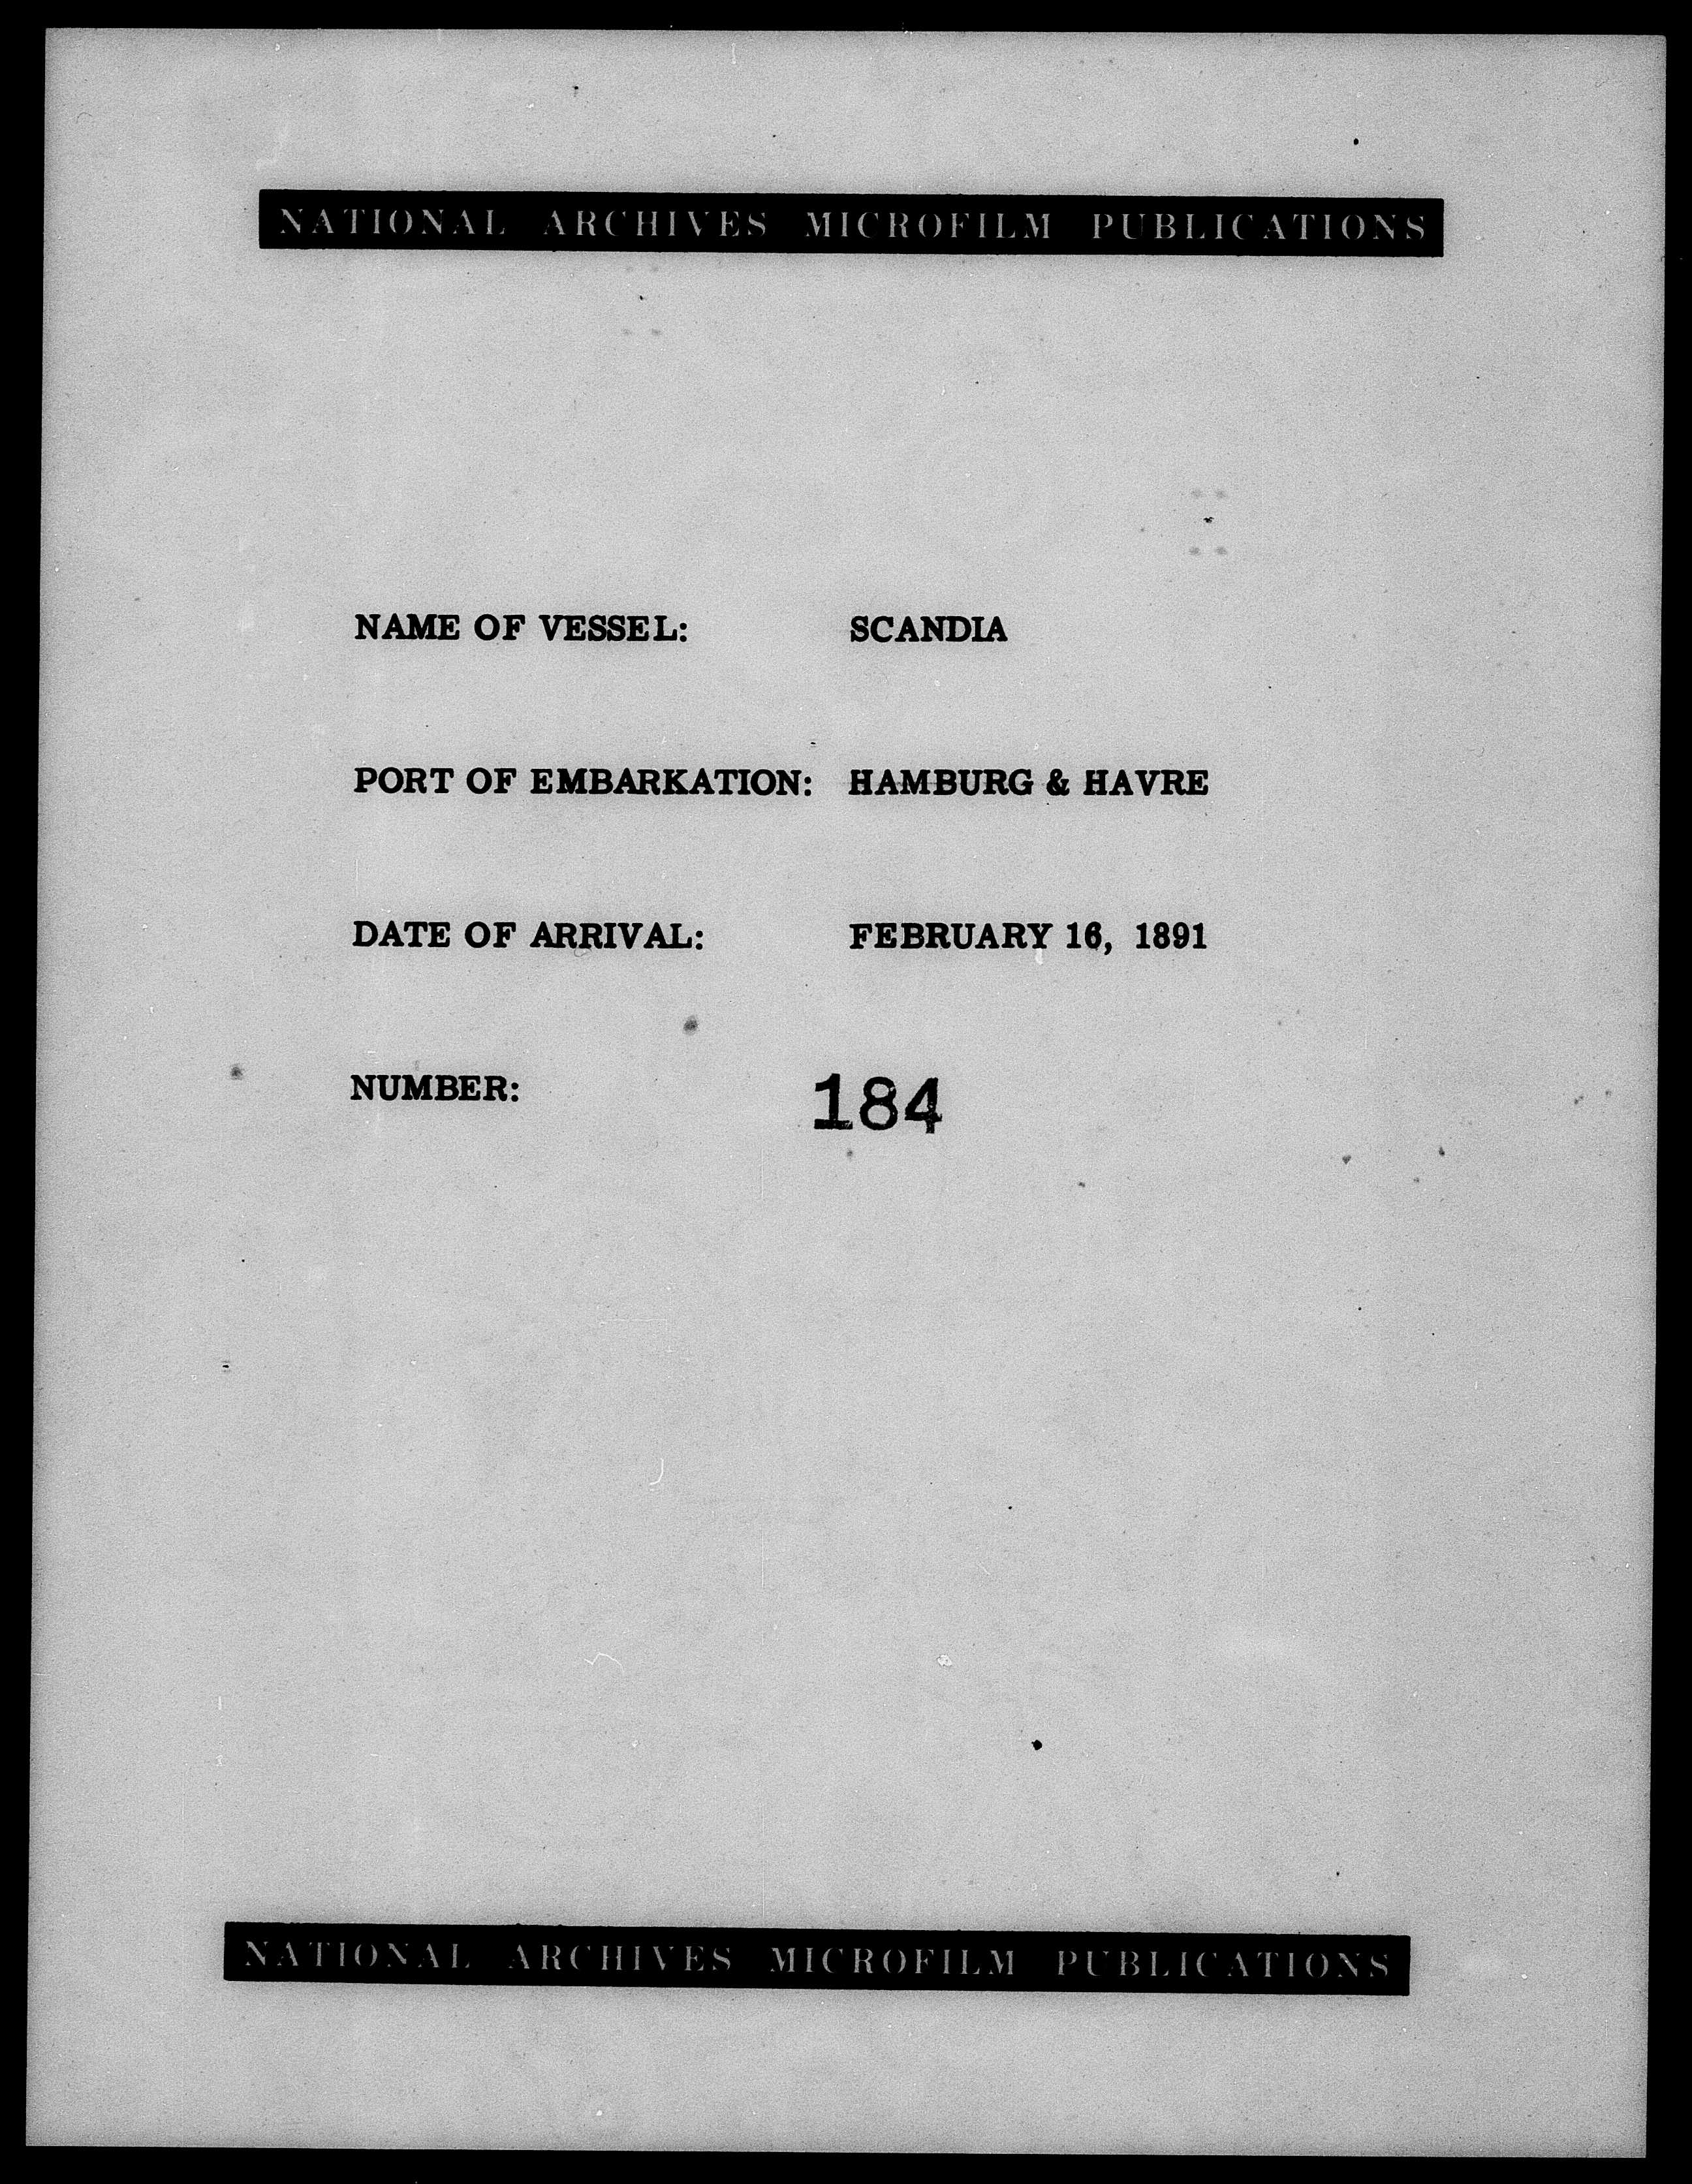 NATIONAL ARCHIVES MICROFILM PUBLICATIONS
NAME OF VESSEL: SCANDIA
PORT OF EMBARKATION: HAMBURG & HAVRE
DATE OF ARRIVAL: FEBRUARY 16, 1891
NUMBER: 184
NATIONAL ARCHIVES MICROFILM PUBLICATIONS